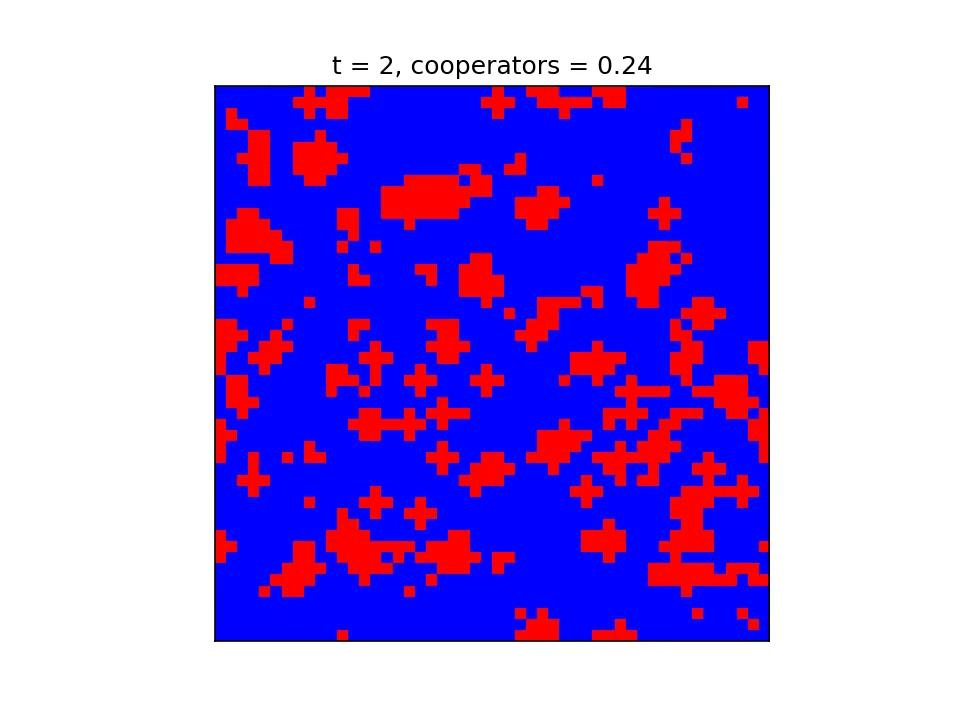 t = 2, cooperators = 0.24